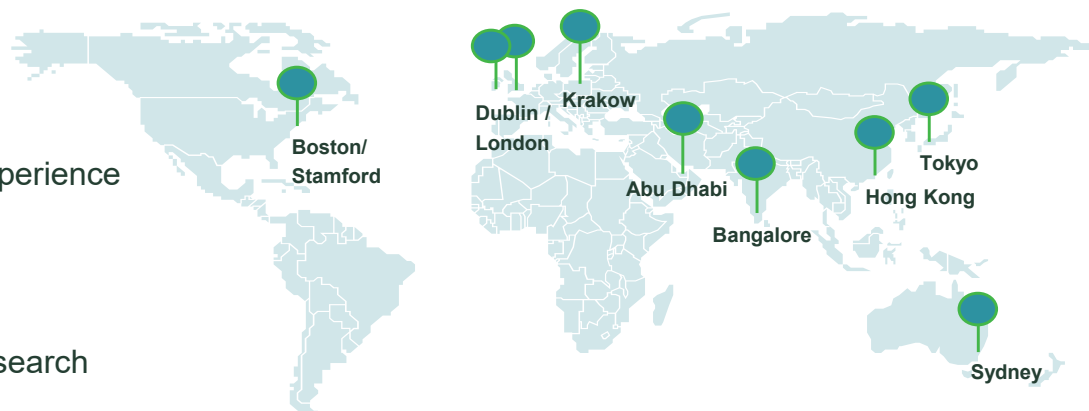 perience
search
Boston/
Stamford
Dublin /
London
Krakow
Abu Dhabi
Bangalore
Tokyo
Hong Kong
Sydney